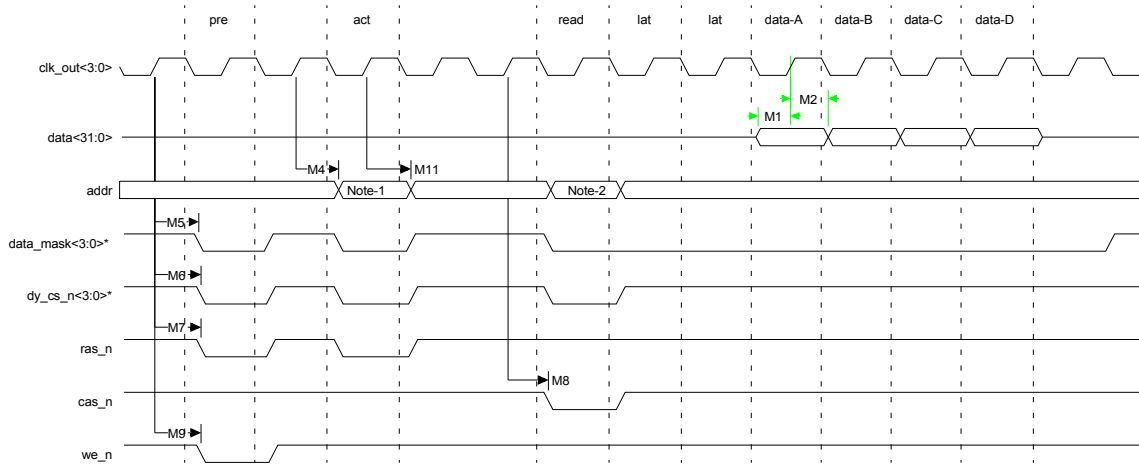 pre act read lat lat data-A data-B data-C data-D
clk_out<3:0>
M2
M1
data<31:0>
M4 M11
addr Note-1 Note-2
M5
data_mask<3:0>*
M6
dy_cs_n<3:0>*
M7
ras_n
M8
cas_n
M9
we_n